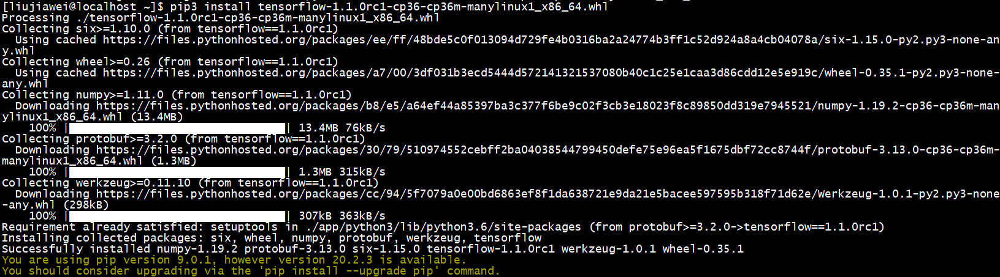 [liujiawei@localhost ~]$ pip3 install tensorflow-1.1.0rc1-cp36-cp36m-manylinux1_x86_64.whl
Processing ./tensorflow-1.1.0rc1-cp36-cp36m-manylinux1_x86_64.whl
Collecting six>=1.10.0 (from tensorflow==1.1.0rc1)
  Using cached https://files.pythonhosted.org/packages/ee/ff/48bde5c0f013094d729fe4b0316ba2a24774b3ff1c52d924a8a4cb04078a/six-1.15.0-py2.py3-none-an
y.whl
Collecting wheel>=0.26 (from tensorflow==1.1.0rc1)
  Using cached https://files.pythonhosted.org/packages/a7/00/3df031b3ecd5444d572141321537080b40c1c25e1caa3d86cdd12e5e919c/wheel-0.35.1-py2.py3-none-
any.whl
Collecting numpy>=1.11.0 (from tensorflow==1.1.0rc1)
  Downloading https://files.pythonhosted.org/packages/b8/e5/a64ef44a85397ba3c377f6be9c02f3cb3e18023f8c89850dd319e7945521/numpy-1.19.2-cp36-cp36m-man
ylinux1_x86_64.whl (13.4MB)
    100% |████████████████████████████████| 13.4MB 76kB/s
Collecting protobuf>=3.2.0 (from tensorflow==1.1.0rc1)
  Downloading https://files.pythonhosted.org/packages/30/79/510974552cebff2ba04038544799450defe75e96ea5f1675dbf72cc8744f/protobuf-3.13.0-cp36-cp36m-
manylinux1_x86_64.whl (1.3MB)
    100% |████████████████████████████████| 1.3MB 315kB/s
Collecting werkzeug>=0.11.10 (from tensorflow==1.1.0rc1)
  Downloading https://files.pythonhosted.org/packages/cc/94/5f7079a0e00bd6863ef8f1da638721e9da21e5bacee597595b318f71d62e/Werkzeug-1.0.1-py2.py3-none
-any.whl (298kB)
    100% |████████████████████████████████| 307kB 363kB/s
Requirement already satisfied: setuptools in ./app/python3/lib/python3.6/site-packages (from protobuf>=3.2.0->tensorflow==1.1.0rc1)
Installing collected packages: six, wheel, numpy, protobuf, werkzeug, tensorflow
Successfully installed numpy-1.19.2 protobuf-3.13.0 six-1.15.0 tensorflow-1.1.0rc1 werkzeug-1.0.1 wheel-0.35.1
You are using pip version 9.0.1, however version 20.2.3 is available.
You should consider upgrading via the 'pip install --upgrade pip' command.